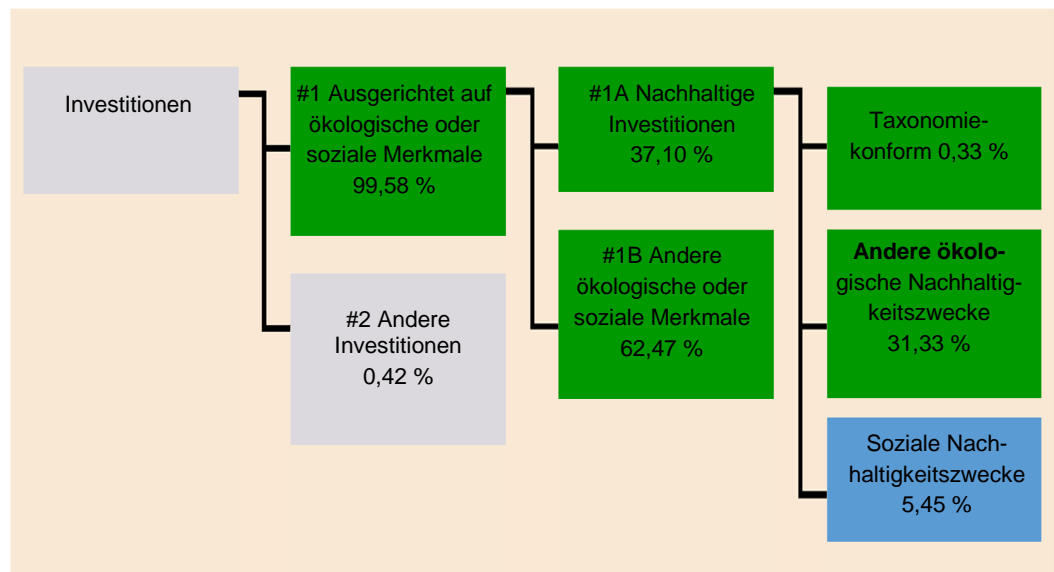 Investitionen
#1 Ausgerichtet auf
ökologische oder
soziale Merkmale
99,58 %
#2 Andere
Investitionen
0,42 %
#1A Nachhaltige
Investitionen
37,10 %
#1B Andere
ökologische oder
soziale Merkmale
62,47 %
Taxonomie-
konform 0,33 %
Andere ökolo-
gische Nachhaltig-
keitszwecke
31,33 %
Soziale Nach-
haltigkeitszwecke
5,45 %